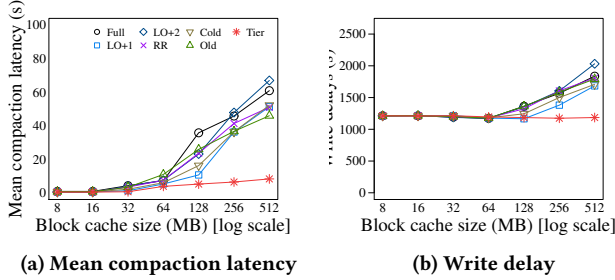 Mean compaction latency (s)
100
80
60
40
20
0
Full
LO+1
LO+2
RR
Cold
Old
Tier
8 16 32 64 128 256 512
Block cache size (MB) [log scale]
(a) Mean compaction latency
Write delays (s)
2500
2000
1500
1000
500
0
8 16 32 64 128 256 512
Block cache size (MB) [log scale]
(b) Write delay